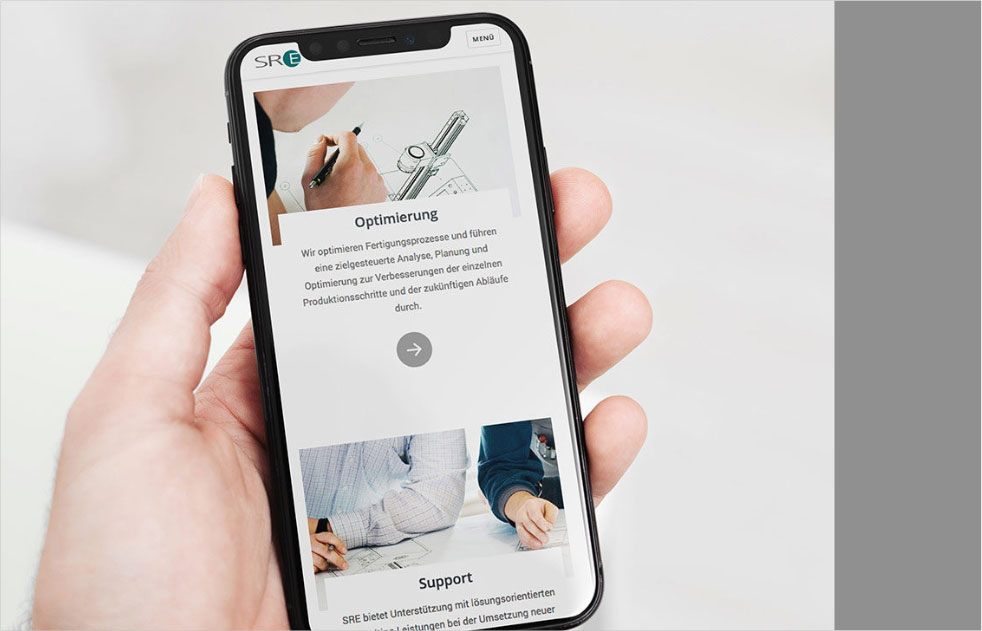 SRE
MENÜ
Optimierung
Wir optimieren Fertigungsprozesse und führen
eine zielgesteuerte Analyse, Planung und
Optimierung zur Verbesserungen der einzelnen
Produktionsschritte und der zukünftigen Abläufe
durch.
Support
SRE bietet Unterstützung mit lösungsorientierten
Leistungen bei der Umsetzung neuer